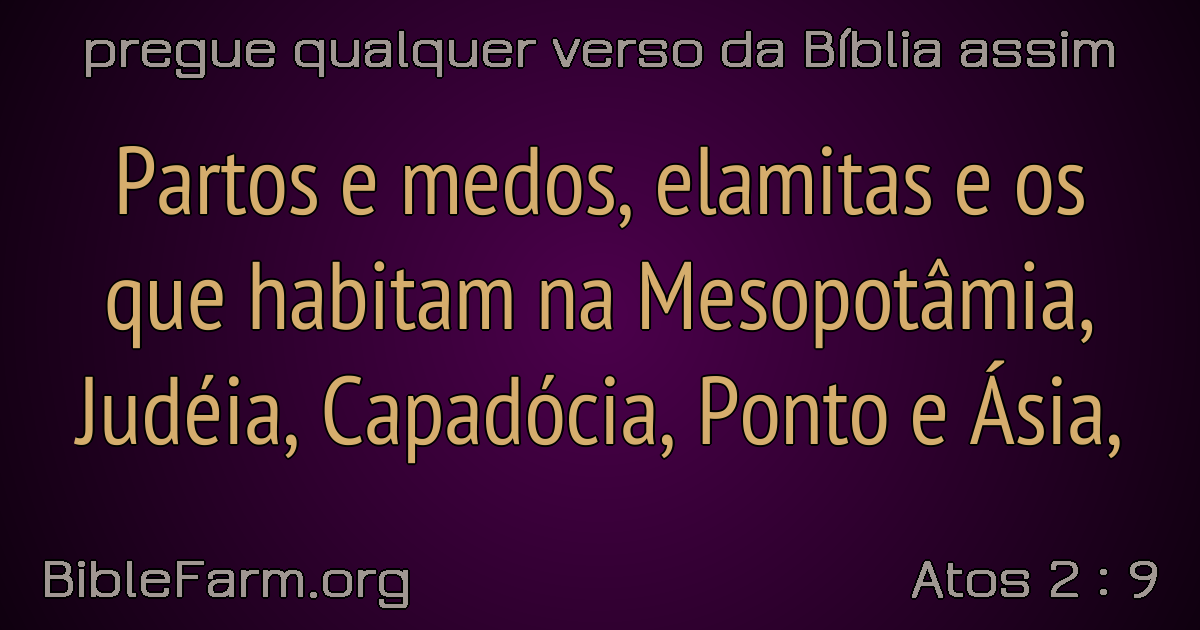 pregue qualquer verso da Bíblia assim
Partos e medos, elamitas e os
que habitam na Mesopotâmia,
Judéia, Capadócia, Ponto e Ásia,
BibleFarm.org
Atos 2 : 9